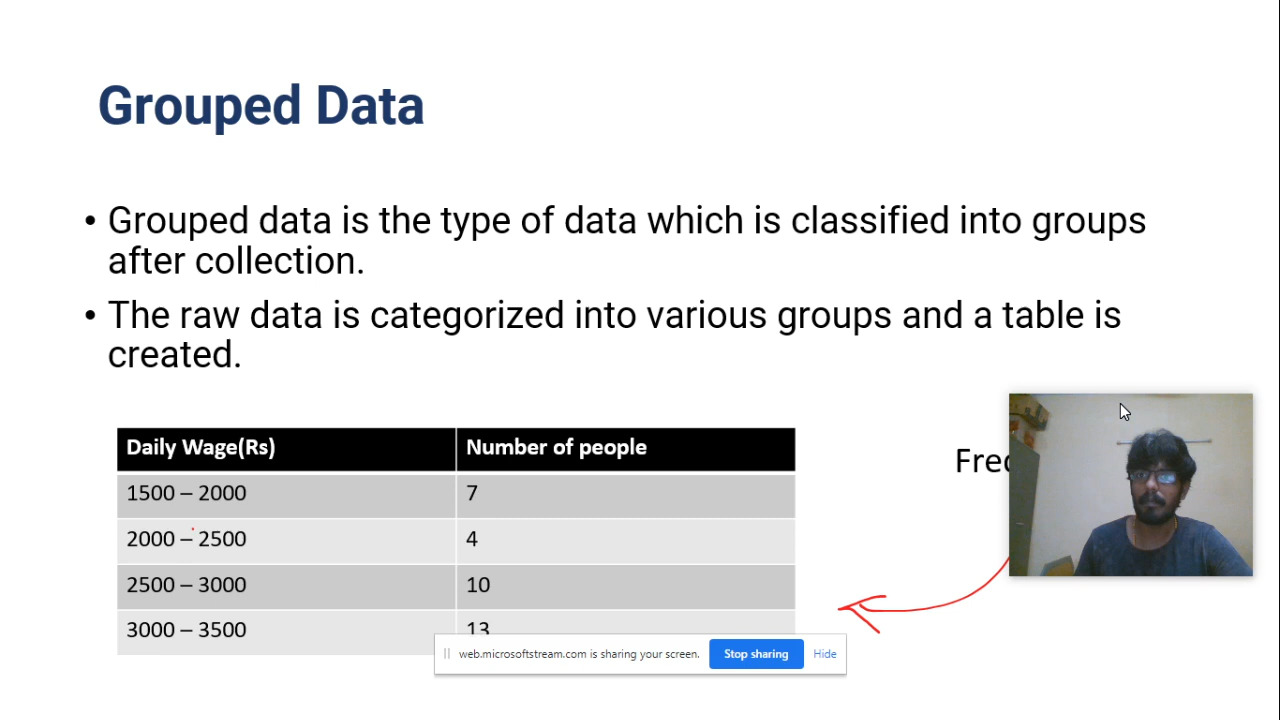 Grouped Data
• Grouped data is the type of data which is classified into groups
after collection.
• The raw data is categorized into various groups and a table is
created.
Daily Wage(Rs) Number of people
1500 – 2000 7
2000 – 2500 4
2500 – 3000 10
3000 – 3500 13
web.microsoftstream.com is sharing your screen. Stop sharing Hide